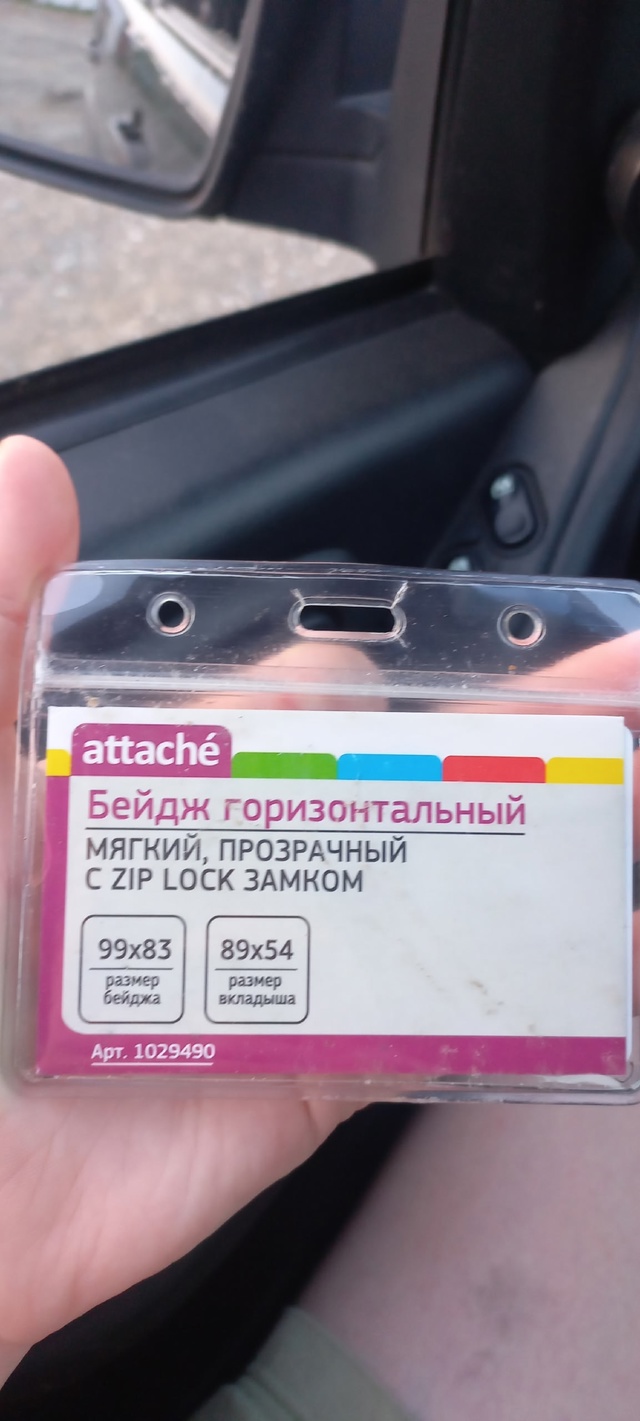 attaché
Бейдж горизонтальный
МЯГКИЙ, ПРОЗРАЧНЫЙ
С ZIP LOCK ЗАМКОМ
99x83
размер
бейджа
89x54
размер
вкладыша
Арт. 1029490